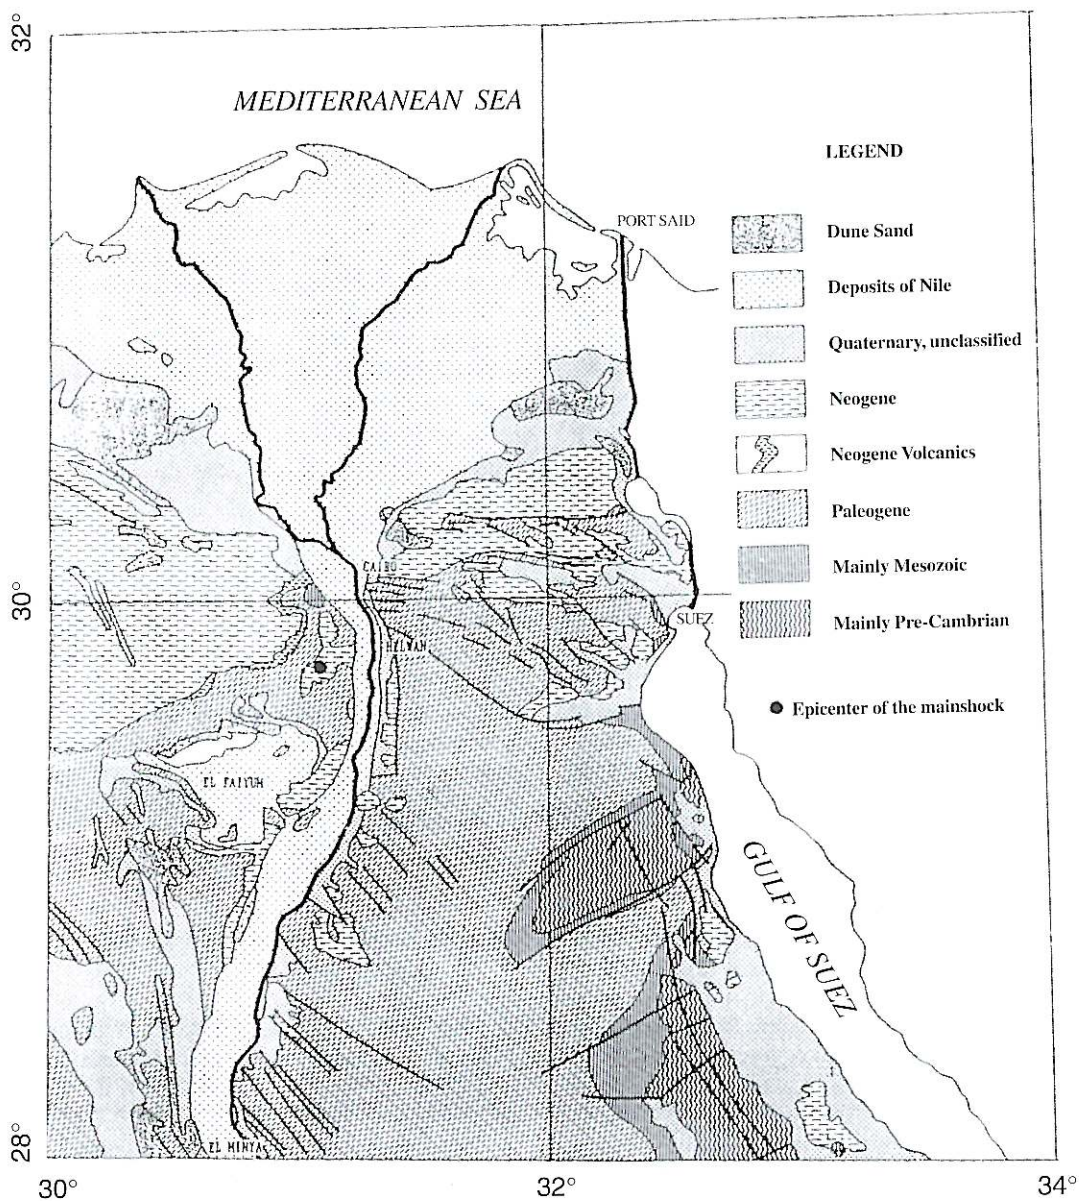 32°
MEDITERRANEAN SEA
LEGEND
PORT SAID
Dune Sand
Deposits of Nile
Quaternary, unclassified
Neogene
Neogene Volcanics
Paleogene
CAIRO
Mainly Mesozoic
30°
SUEZ
Mainly Pre-Cambrian
HELWAN
Epicenter of the mainshock
EL FAIYUM
GULF OF SUEZ
28°
EL MINYA
30°
32°
34°